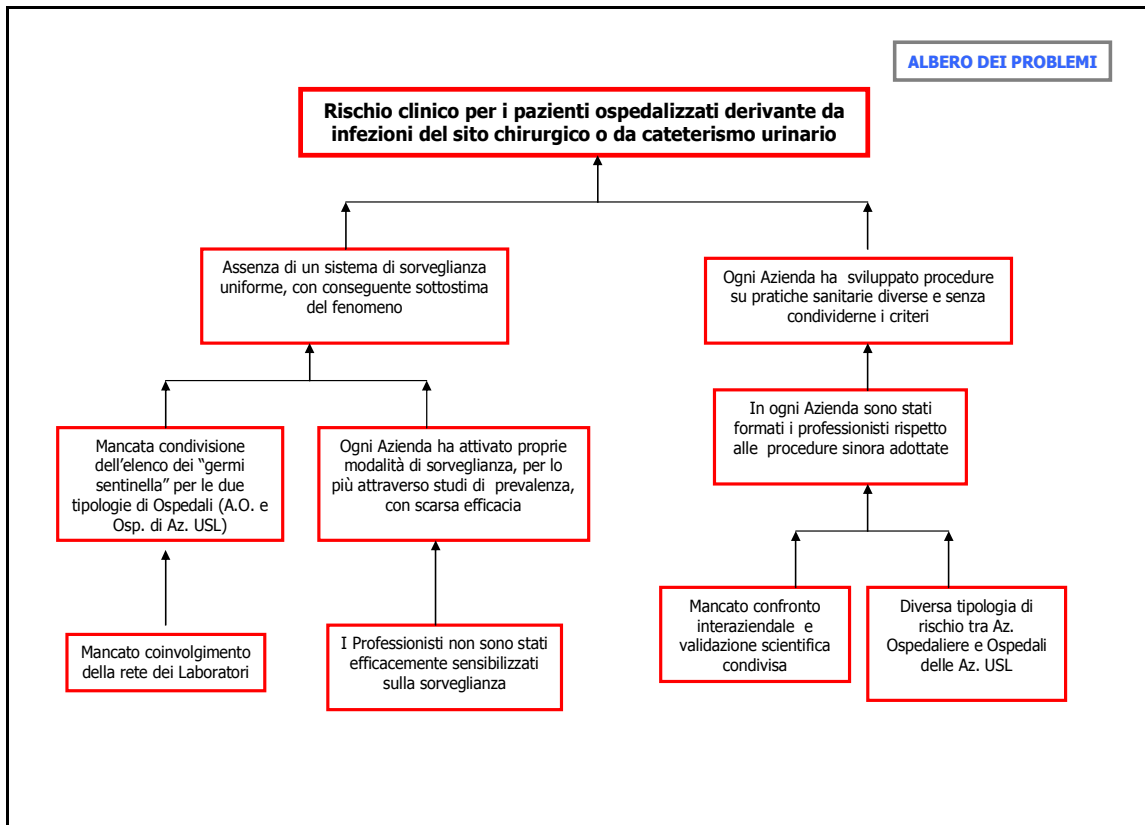 ALBERO DEI PROBLEMI
Rischio clinico per i pazienti ospedalizzati derivante da
infezioni del sito chirurgico o da cateterismo urinario
Assenza di un sistema di sorveglianza
uniforme, con conseguente sottostima
del fenomeno
Ogni Azienda ha sviluppato procedure
su pratiche sanitarie diverse e senza
condividerne i criteri
Mancata condivisione
dell’elenco dei “germi
sentinella” per le due
tipologie di Ospedali (A.O. e
Osp. di Az. USL)
Ogni Azienda ha attivato proprie
modalità di sorveglianza, per lo
più attraverso studi di prevalenza,
con scarsa efficacia
In ogni Azienda sono stati
formati i professionisti rispetto
alle procedure sinora adottate
Mancato coinvolgimento
della rete dei Laboratori
I Professionisti non sono stati
efficacemente sensibilizzati
sulla sorveglianza
Mancato confronto
interaziendale e
validazione scientifica
condivisa
Diversa tipologia di
rischio tra Az.
Ospedaliere e Ospedali
delle Az. USL